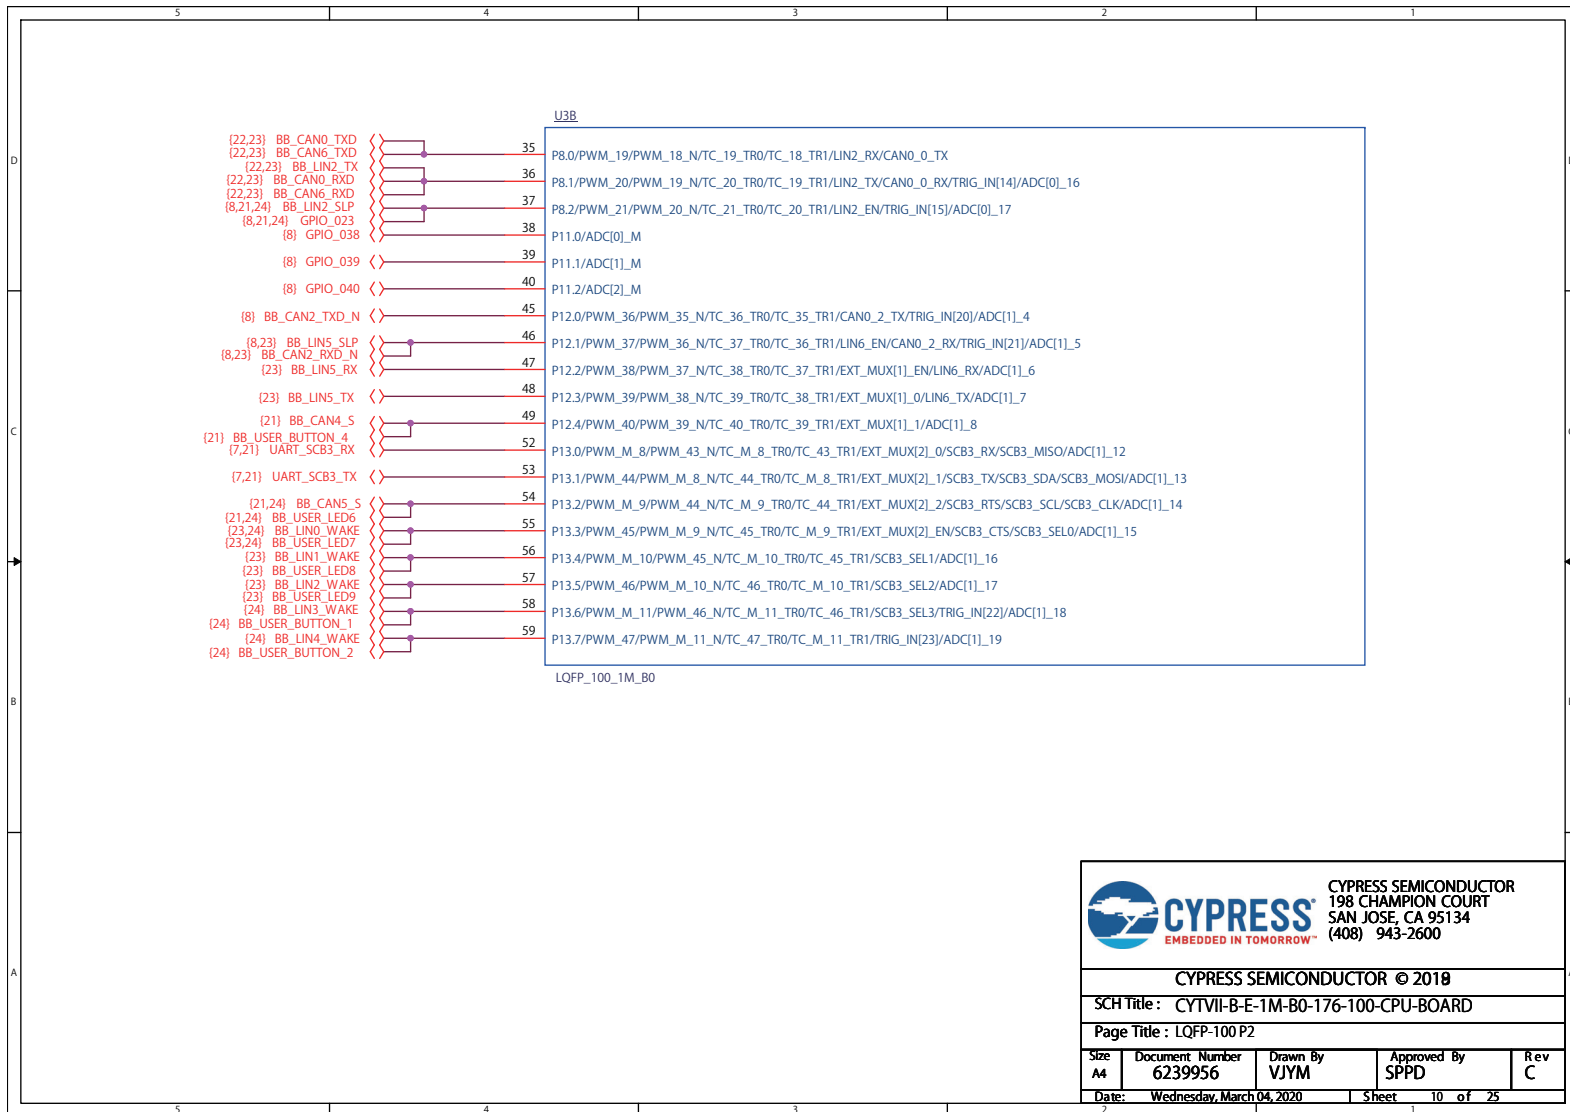 5 4 3 2 1
D
C
B
A
U3B
{22,23} BB_CAN0_TXD
{22,23} BB_CAN6_TXD
35 P8.0/PWM_19/PWM_18_N/TC_19_TR0/TC_18_TR1/LIN2_RX/CAN0_0_TX
{22,23} BB_LIN2_TX
{22,23} BB_CAN0_RXD
36 P8.1/PWM_20/PWM_19_N/TC_20_TR0/TC_19_TR1/LIN2_TX/CAN0_0_RX/TRIG_IN[14]/ADC[0]_16
{22,23} BB_CAN6_RXD
{8,21,24} BB_LIN2_SLP
37 P8.2/PWM_21/PWM_20_N/TC_21_TR0/TC_20_TR1/LIN2_EN/TRIG_IN[15]/ADC[0]_17
{8,21,24} GPIO_023
{8} GPIO_038
38 P11.0/ADC[0]_M
{8} GPIO_039
39 P11.1/ADC[1]_M
{8} GPIO_040
40 P11.2/ADC[2]_M
{8} BB_CAN2_TXD_N
45 P12.0/PWM_36/PWM_35_N/TC_36_TR0/TC_35_TR1/CAN0_2_TX/TRIG_IN[20]/ADC[1]_4
{8,23} BB_LIN5_SLP
46 P12.1/PWM_37/PWM_36_N/TC_37_TR0/TC_36_TR1/LIN6_EN/CAN0_2_RX/TRIG_IN[21]/ADC[1]_5
{8,23} BB_CAN2_RXD_N
{23} BB_LIN5_RX
47 P12.2/PWM_38/PWM_37_N/TC_38_TR0/TC_37_TR1/EXT_MUX[1]_EN/LIN6_RX/ADC[1]_6
{23} BB_LIN5_TX
48 P12.3/PWM_39/PWM_38_N/TC_39_TR0/TC_38_TR1/EXT_MUX[1]_0/LIN6_TX/ADC[1]_7
{21} BB_CAN4_S
49 P12.4/PWM_40/PWM_39_N/TC_40_TR0/TC_39_TR1/EXT_MUX[1]_1/ADC[1]_8
{21} BB_USER_BUTTON_4
{7,21} UART_SCB3_RX
52 P13.0/PWM_M_8/PWM_43_N/TC_M_8_TR0/TC_43_TR1/EXT_MUX[2]_0/SCB3_RX/SCB3_MISO/ADC[1]_12
{7,21} UART_SCB3_TX
53 P13.1/PWM_44/PWM_M_8_N/TC_44_TR0/TC_M_8_TR1/EXT_MUX[2]_1/SCB3_TX/SCB3_SDA/SCB3_MOSI/ADC[1]_13
{21,24} BB_CAN5_S
54 P13.2/PWM_M_9/PWM_44_N/TC_M_9_TR0/TC_44_TR1/EXT_MUX[2]_2/SCB3_RTS/SCB3_SCL/SCB3_CLK/ADC[1]_14
{21,24} BB_USER_LED6
{23,24} BB_LIN0_WAKE
55 P13.3/PWM_45/PWM_M_9_N/TC_45_TR0/TC_M_9_TR1/EXT_MUX[2]_EN/SCB3_CTS/SCB3_SEL0/ADC[1]_15
{23,24} BB_USER_LED7
{23} BB_LIN1_WAKE
56 P13.4/PWM_M_10/PWM_45_N/TC_M_10_TR0/TC_45_TR1/SCB3_SEL1/ADC[1]_16
{23} BB_USER_LED8
{23} BB_LIN2_WAKE
57 P13.5/PWM_46/PWM_M_10_N/TC_46_TR0/TC_M_10_TR1/SCB3_SEL2/ADC[1]_17
{23} BB_USER_LED9
{24} BB_LIN3_WAKE
58 P13.6/PWM_M_11/PWM_46_N/TC_M_11_TR0/TC_46_TR1/SCB3_SEL3/TRIG_IN[22]/ADC[1]_18
{24} BB_USER_BUTTON_1
{24} BB_LIN4_WAKE
59 P13.7/PWM_47/PWM_M_11_N/TC_47_TR0/TC_M_11_TR1/TRIG_IN[23]/ADC[1]_19
{24} BB_USER_BUTTON_2
LQFP_100_1M_B0
CYPRESS
EMBEDDED IN TOMORROW™
CYPRESS SEMICONDUCTOR
198 CHAMPION COURT
SAN JOSE, CA 95134
(408) 943-2600
CYPRESS SEMICONDUCTOR ©
SCH Title : CYTVII-B-E-1M-B0-176-100-CPU-BOARD
Page Title : LQFP-100 P2
Size Document Number Drawn By Approved By Rev
A4 6239956 VJYM SPPD C
Date: Wednesday, March 04, 2020 Sheet 10 of 25
5 4 3 2 1